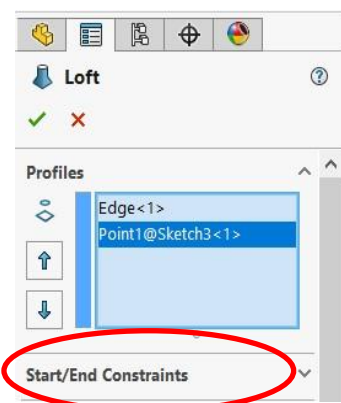 Loft
Profiles
Edge<1>
Point1@Sketch3<1>
Start/End Constraints